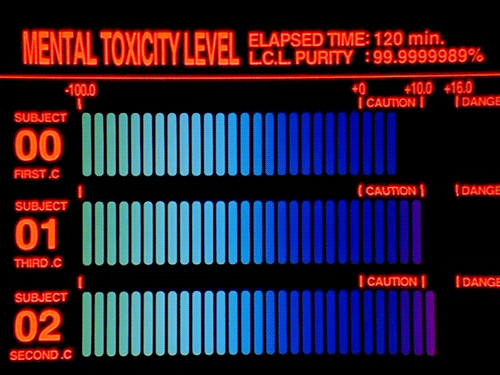 MENTAL TOXICITY LEVEL
ELAPSED TIME: 120 min.
L.C.L. PURITY : 99.9999989%
-100.0 +0 +10.0 +16.0
CAUTION DANGE
SUBJECT
00
FIRST.C
CAUTION DANGE
SUBJECT
01
THIRD.C
CAUTION DANGE
SUBJECT
02
SECOND.C